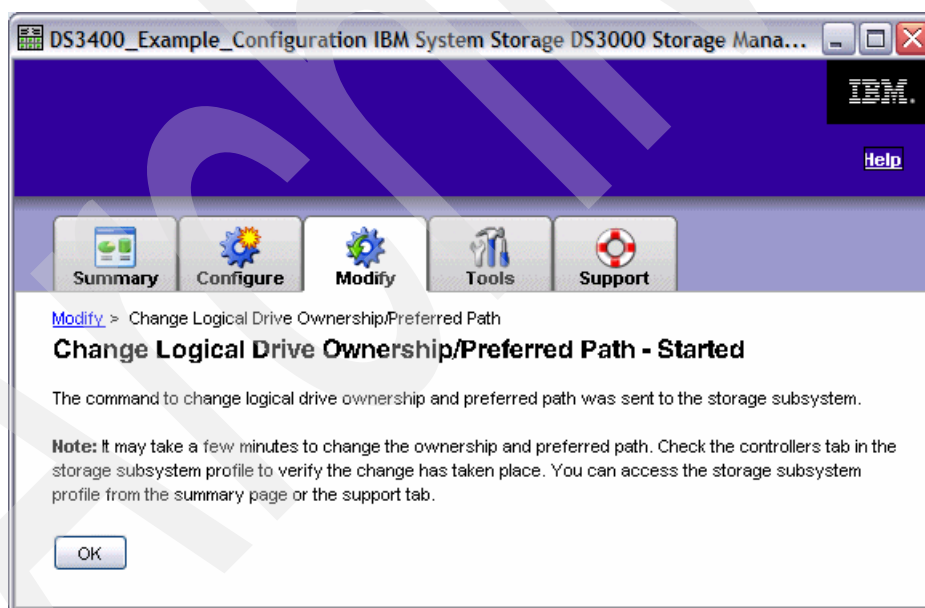 DS3400_Example_Configuration IBM System Storage DS3000 Storage Mana...
IBM.
Help
Summary
Configure
Modify
Tools
Support
Modify > Change Logical Drive Ownership/Preferred Path
Change Logical Drive Ownership/Preferred Path - Started
The command to change logical drive ownership and preferred path was sent to the storage subsystem.
Note: It may take a few minutes to change the ownership and preferred path. Check the controllers tab in the
storage subsystem profile to verify the change has taken place. You can access the storage subsystem
profile from the summary page or the support tab.
OK